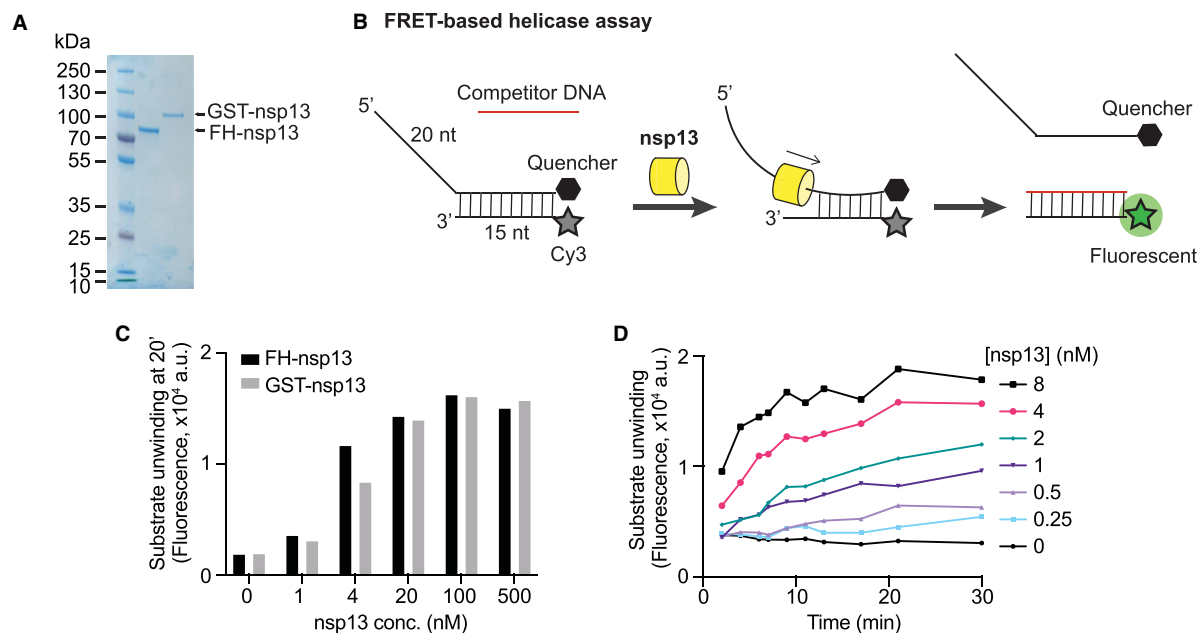 A
kDa
250
130
100
70
55
35
25
15
10
GST-nsp13
FH-nsp13
B FRET-based helicase assay
5’
20 nt
Competitor DNA
Quencher
3’
15 nt
Cy3
nsp13
5’
3’
Quencher
Fluorescent
C
Substrate unwinding at 20’
(Fluorescence, x10⁴ a.u.)
2
1
0
FH-nsp13
GST-nsp13
0 1 4 20 100 500
nsp13 conc. (nM)
D
Substrate unwinding
(Fluorescence, x10⁴ a.u.)
2
1
0
0 10 20 30
Time (min)
[nsp13] (nM)
8
4
2
1
0.5
0.25
0